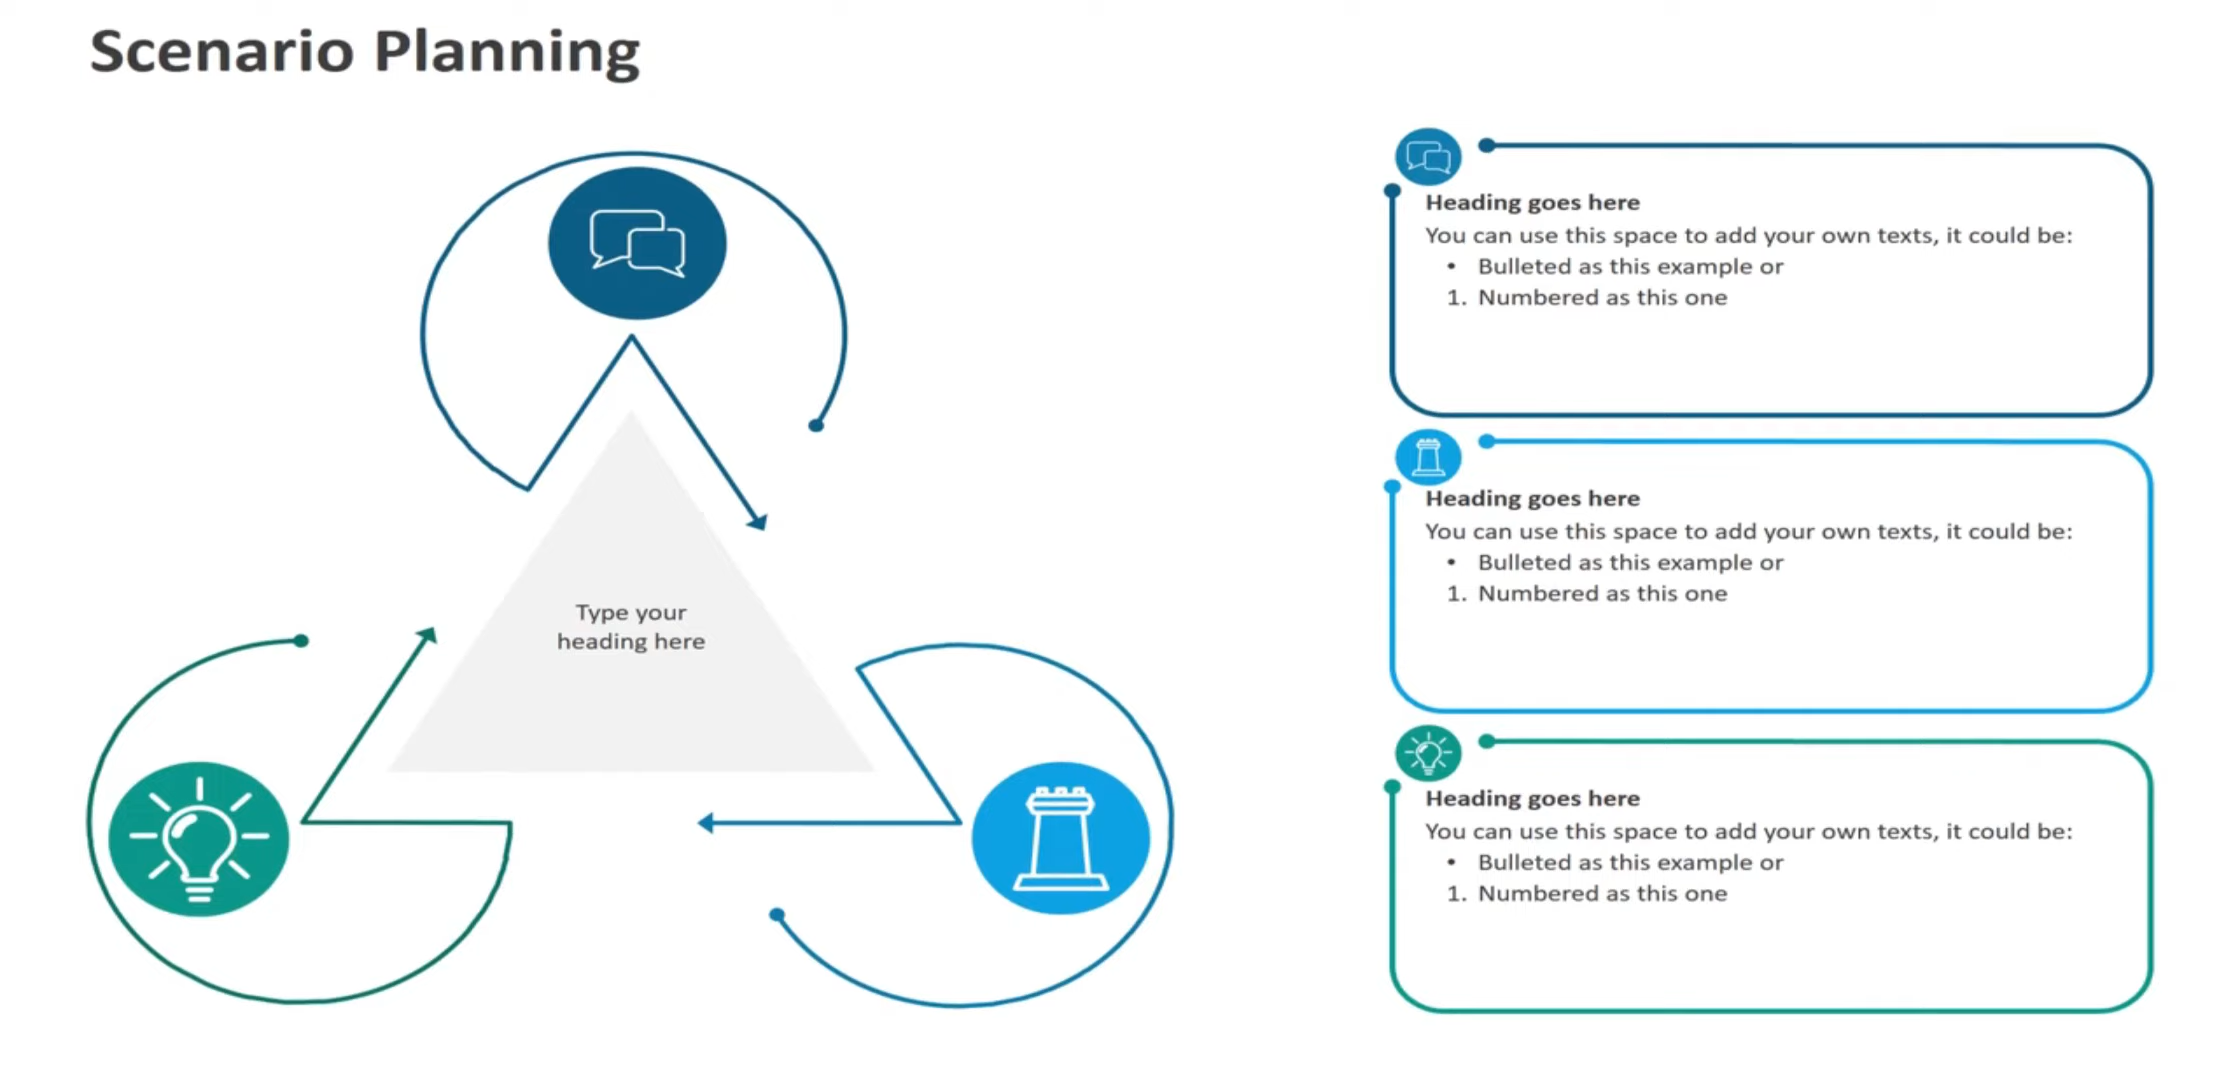 Scenario Planning
Type your
heading here
Heading goes here
You can use this space to add your own texts, it could be:
• Bulleted as this example or
1. Numbered as this one
Heading goes here
You can use this space to add your own texts, it could be:
• Bulleted as this example or
1. Numbered as this one
Heading goes here
You can use this space to add your own texts, it could be:
• Bulleted as this example or
1. Numbered as this one